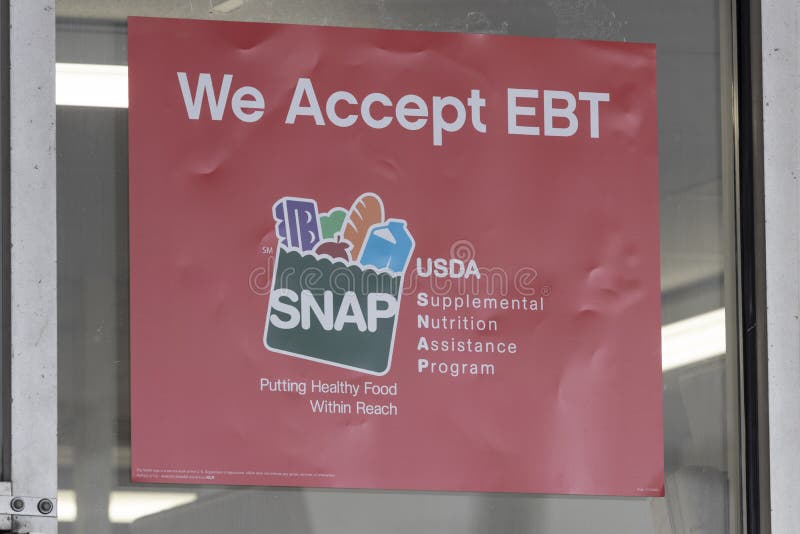 We Accept EBT
SM
SNAP
Putting Healthy Food
Within Reach
USDA
Supplemental
Nutrition
Assistance
Program